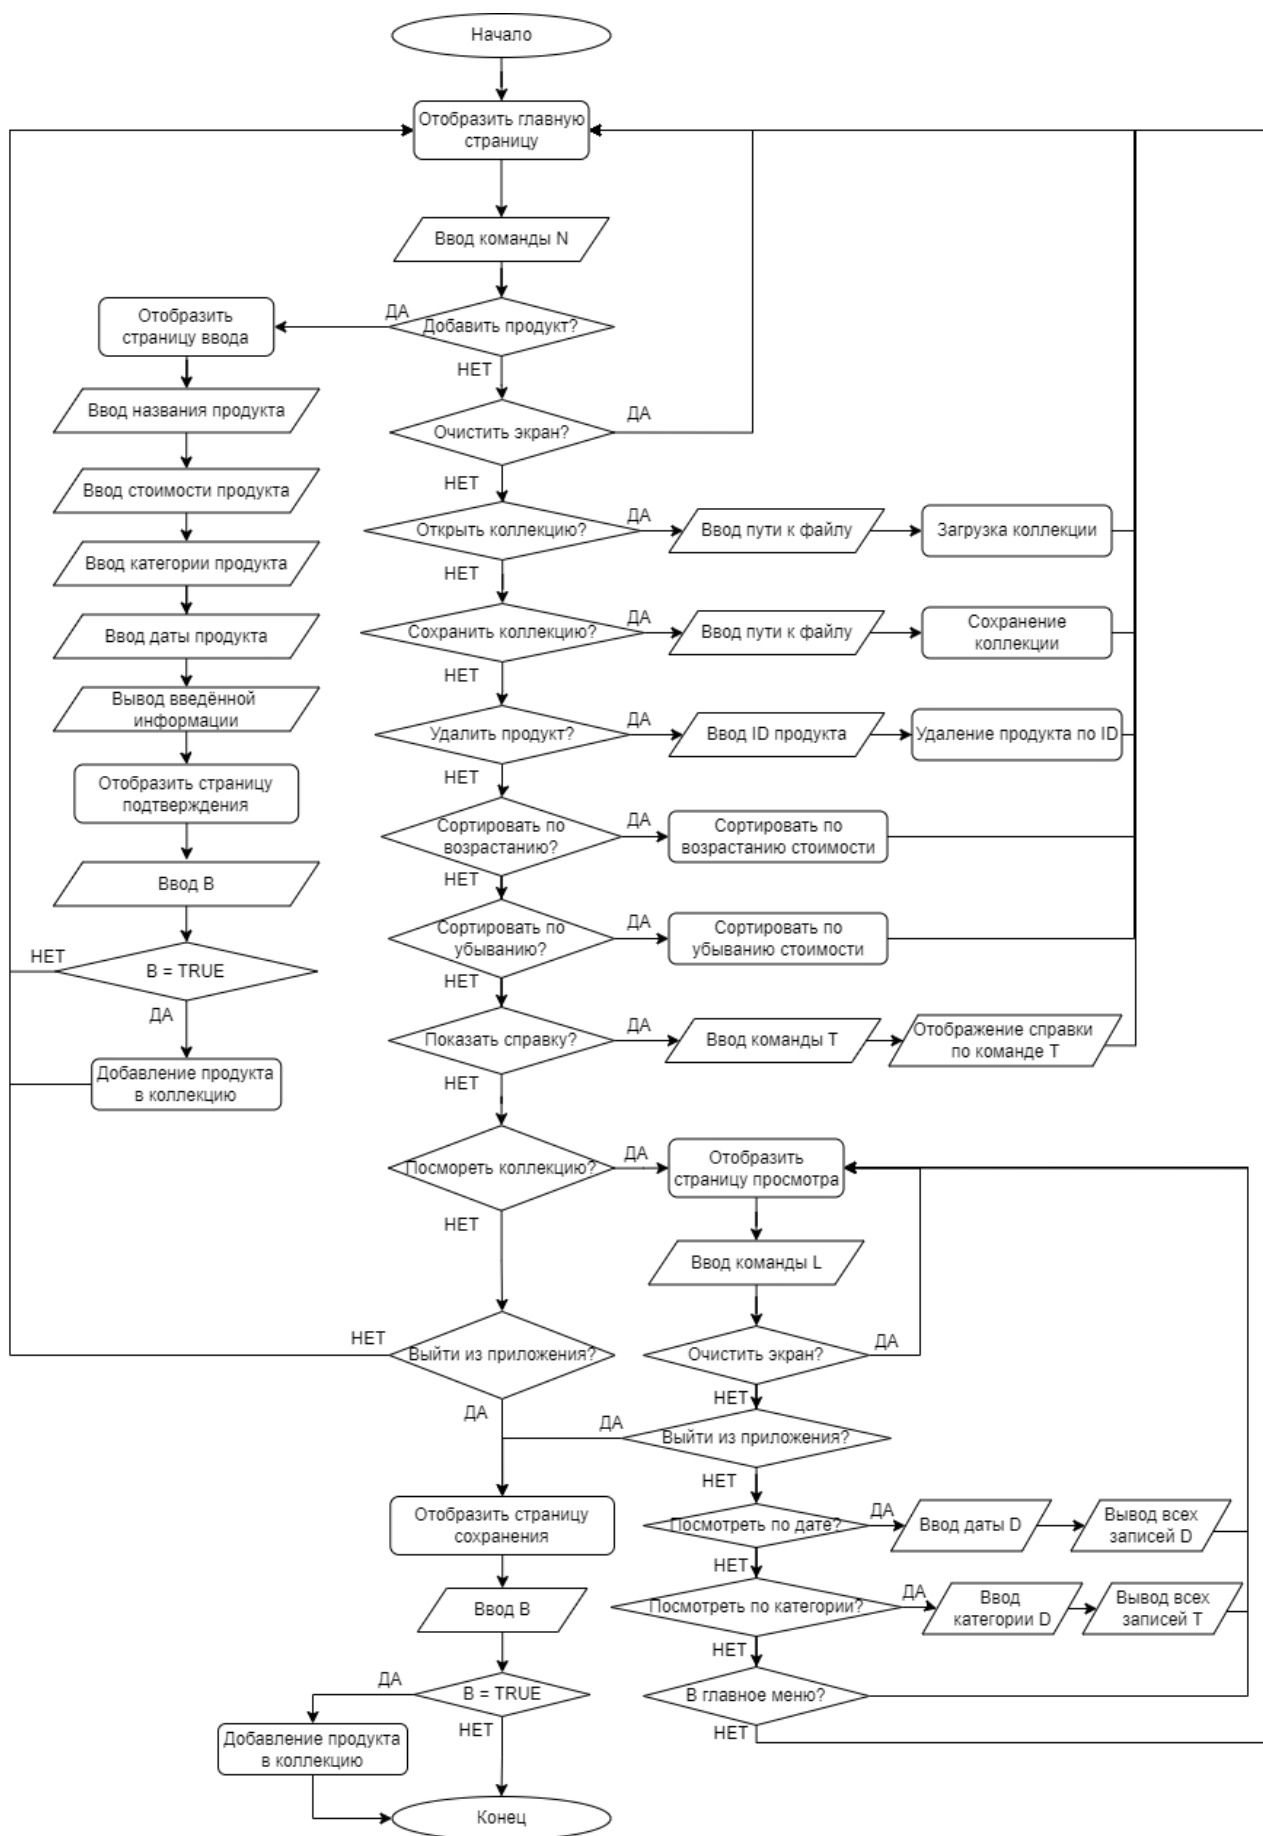 Начало
Отобразить главную
страницу
Ввод команды N
Добавить продукт?
ДА
НЕТ
Отобразить
страницу ввода
Ввод названия продукта
Ввод стоимости продукта
Ввод категории продукта
Ввод даты продукта
Вывод введённой
информации
Отобразить страницу
подтверждения
Ввод B
B = TRUE
НЕТ
ДА
Добавление продукта
в коллекцию
Очистить экран?
ДА
НЕТ
Открыть коллекцию?
ДА
Ввод пути к файлу
Загрузка коллекции
НЕТ
Сохранить коллекцию?
ДА
Ввод пути к файлу
Сохранение
коллекции
НЕТ
Удалить продукт?
ДА
Ввод ID продукта
Удаление продукта по ID
НЕТ
Сортировать по
возрастанию?
ДА
Сортировать по
возрастанию стоимости
НЕТ
Сортировать по
убыванию?
ДА
Сортировать по
убыванию стоимости
НЕТ
Показать справку?
ДА
Ввод команды T
Отображение справки
по команде T
НЕТ
Посмореть коллекцию?
ДА
Отобразить
страницу просмотра
НЕТ
Ввод команды L
Выйти из приложения?
НЕТ
ДА
Очистить экран?
ДА
НЕТ
Выйти из приложения?
ДА
НЕТ
Посмотреть по дате?
ДА
Ввод даты D
Вывод всех
записей D
НЕТ
Посмотреть по категории?
ДА
Ввод
категории D
Вывод всех
записей T
НЕТ
В главное меню?
НЕТ
Отобразить страницу
сохранения
Ввод B
B = TRUE
ДА
НЕТ
Добавление продукта
в коллекцию
Конец